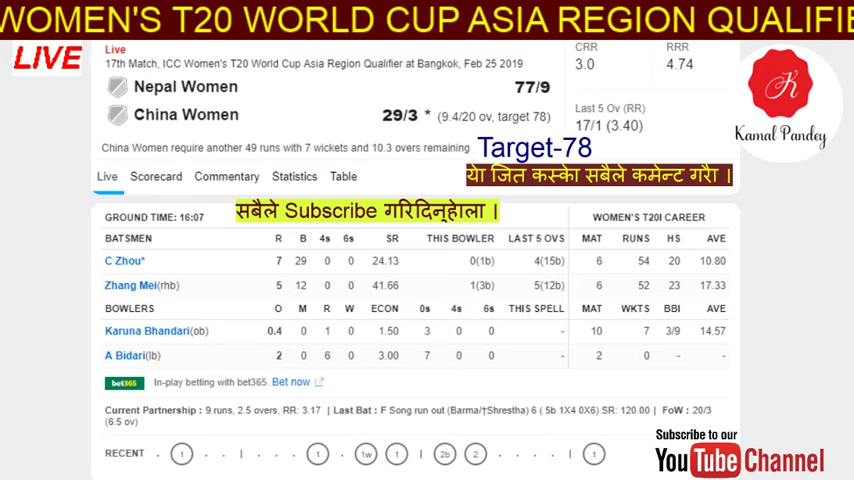 WOMEN'S T20 WORLD CUP ASIA REGION QUALIFIE
LIVE
Live
17th Match, ICC Women's T20 World Cup Asia Region Qualifier at Bangkok, Feb 25 2019
Nepal Women 77/9
China Women 29/3 * (9.4/20 ov, target 78)
China Women require another 49 runs with 7 wickets and 10.3 overs remaining
CRR RRR
3.0 4.74
Last 5 Ov (RR)
17/1 (3.40)
K
Kamal Pandey
Target-78
यो जित कस्को सबैले कमेन्ट गरौ ।
Live Scorecard Commentary Statistics Table
सबैले Subscribe गरिदिनुहोला ।
GROUND TIME: 16:07 WOMEN'S T20I CAREER
BATSMEN R B 4s 6s SR THIS BOWLER LAST 5 OVS MAT RUNS HS AVE
C Zhou* 7 29 0 0 24.13 0(1b) 4(15b) 6 54 20 10.80
Zhang Mei(rhb) 5 12 0 0 41.66 1(3b) 5(12b) 6 52 23 17.33
BOWLERS O M R W ECON 0s 4s 6s THIS SPELL MAT WKTS BBI AVE
Karuna Bhandari(ob) 0.4 0 1 0 1.50 3 0 0 - 10 7 3/9 14.57
A Bidari(lb) 2 0 6 0 3.00 7 0 0 - 2 0 - -
bet365 In-play betting with bet365. Bet now
Current Partnership : 9 runs, 2.5 overs, RR: 3.17 | Last Bat : F Song run out (Barma/†Shrestha) 6 ( 5b 1X4 0X6) SR: 120.00 | FoW : 20/3
(6.5 ov)
RECENT . 1 . . | . . . 1 . 1w 1 . | . 2b 2 . . . . | 1
Subscribe to our
YouTube Channel